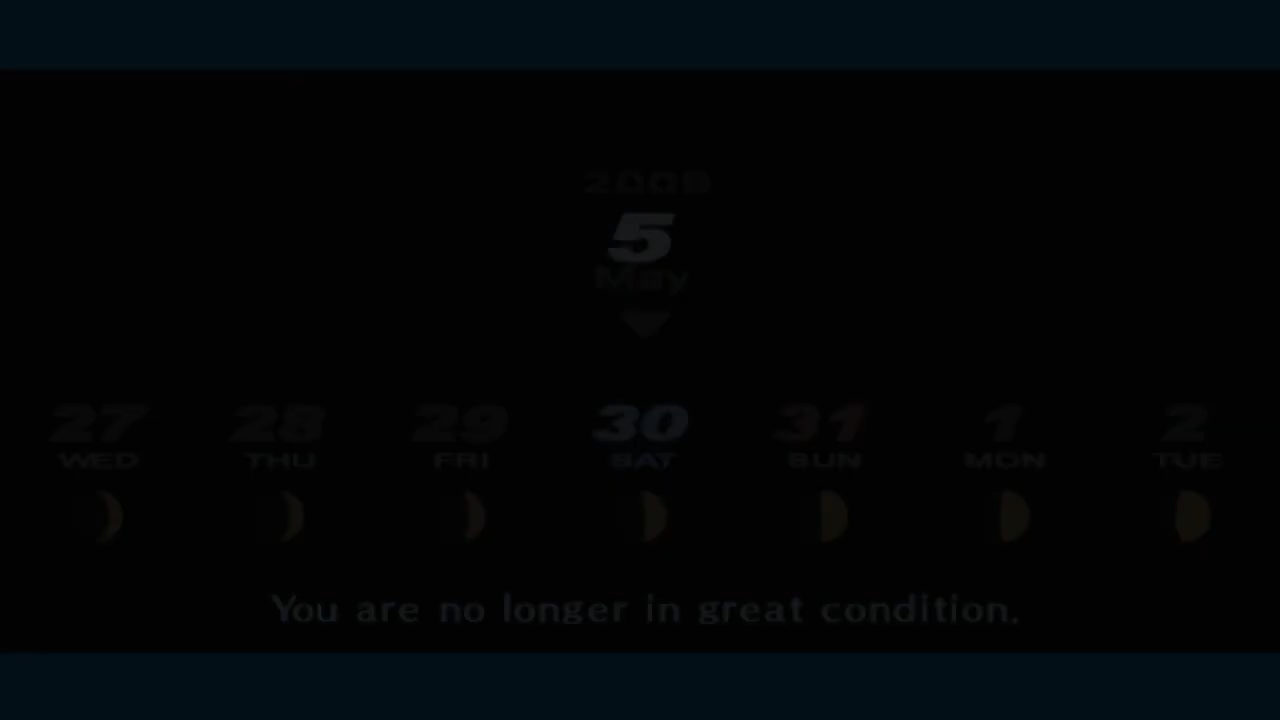 2009
5
May
27 28 29 30 31 1 2
WED THU FRI SAT SUN MON TUE
You are no longer in great condition.